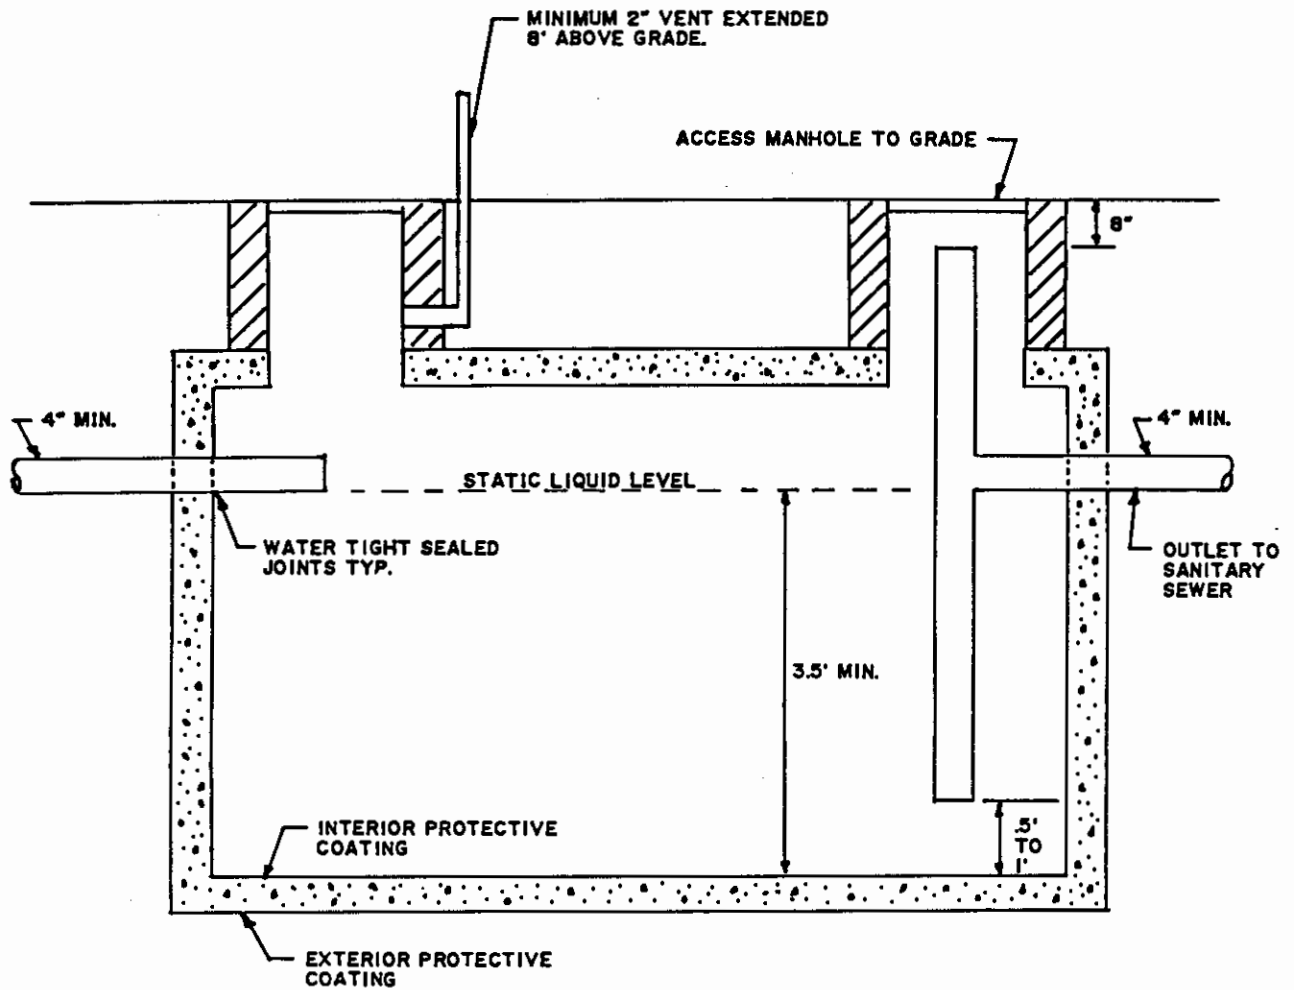 MINIMUM 2" VENT EXTENDED
8' ABOVE GRADE.
ACCESS MANHOLE TO GRADE
8"
4" MIN.
4" MIN.
STATIC LIQUID LEVEL
WATER TIGHT SEALED
JOINTS TYP.
OUTLET TO
SANITARY
SEWER
3.5' MIN.
.5'
TO
1'
INTERIOR PROTECTIVE
COATING
EXTERIOR PROTECTIVE
COATING